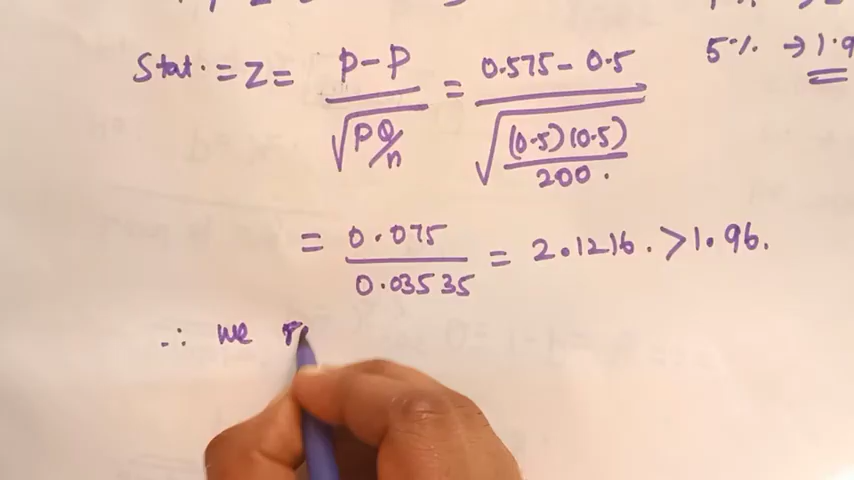 5% → 1.9
Stat. = Z = p-P / √PQ/n = 0.575 - 0.5 / √(0.5)(0.5)/200.
= 0.075 / 0.03535 = 2.1216. > 1.96.
∴ we r